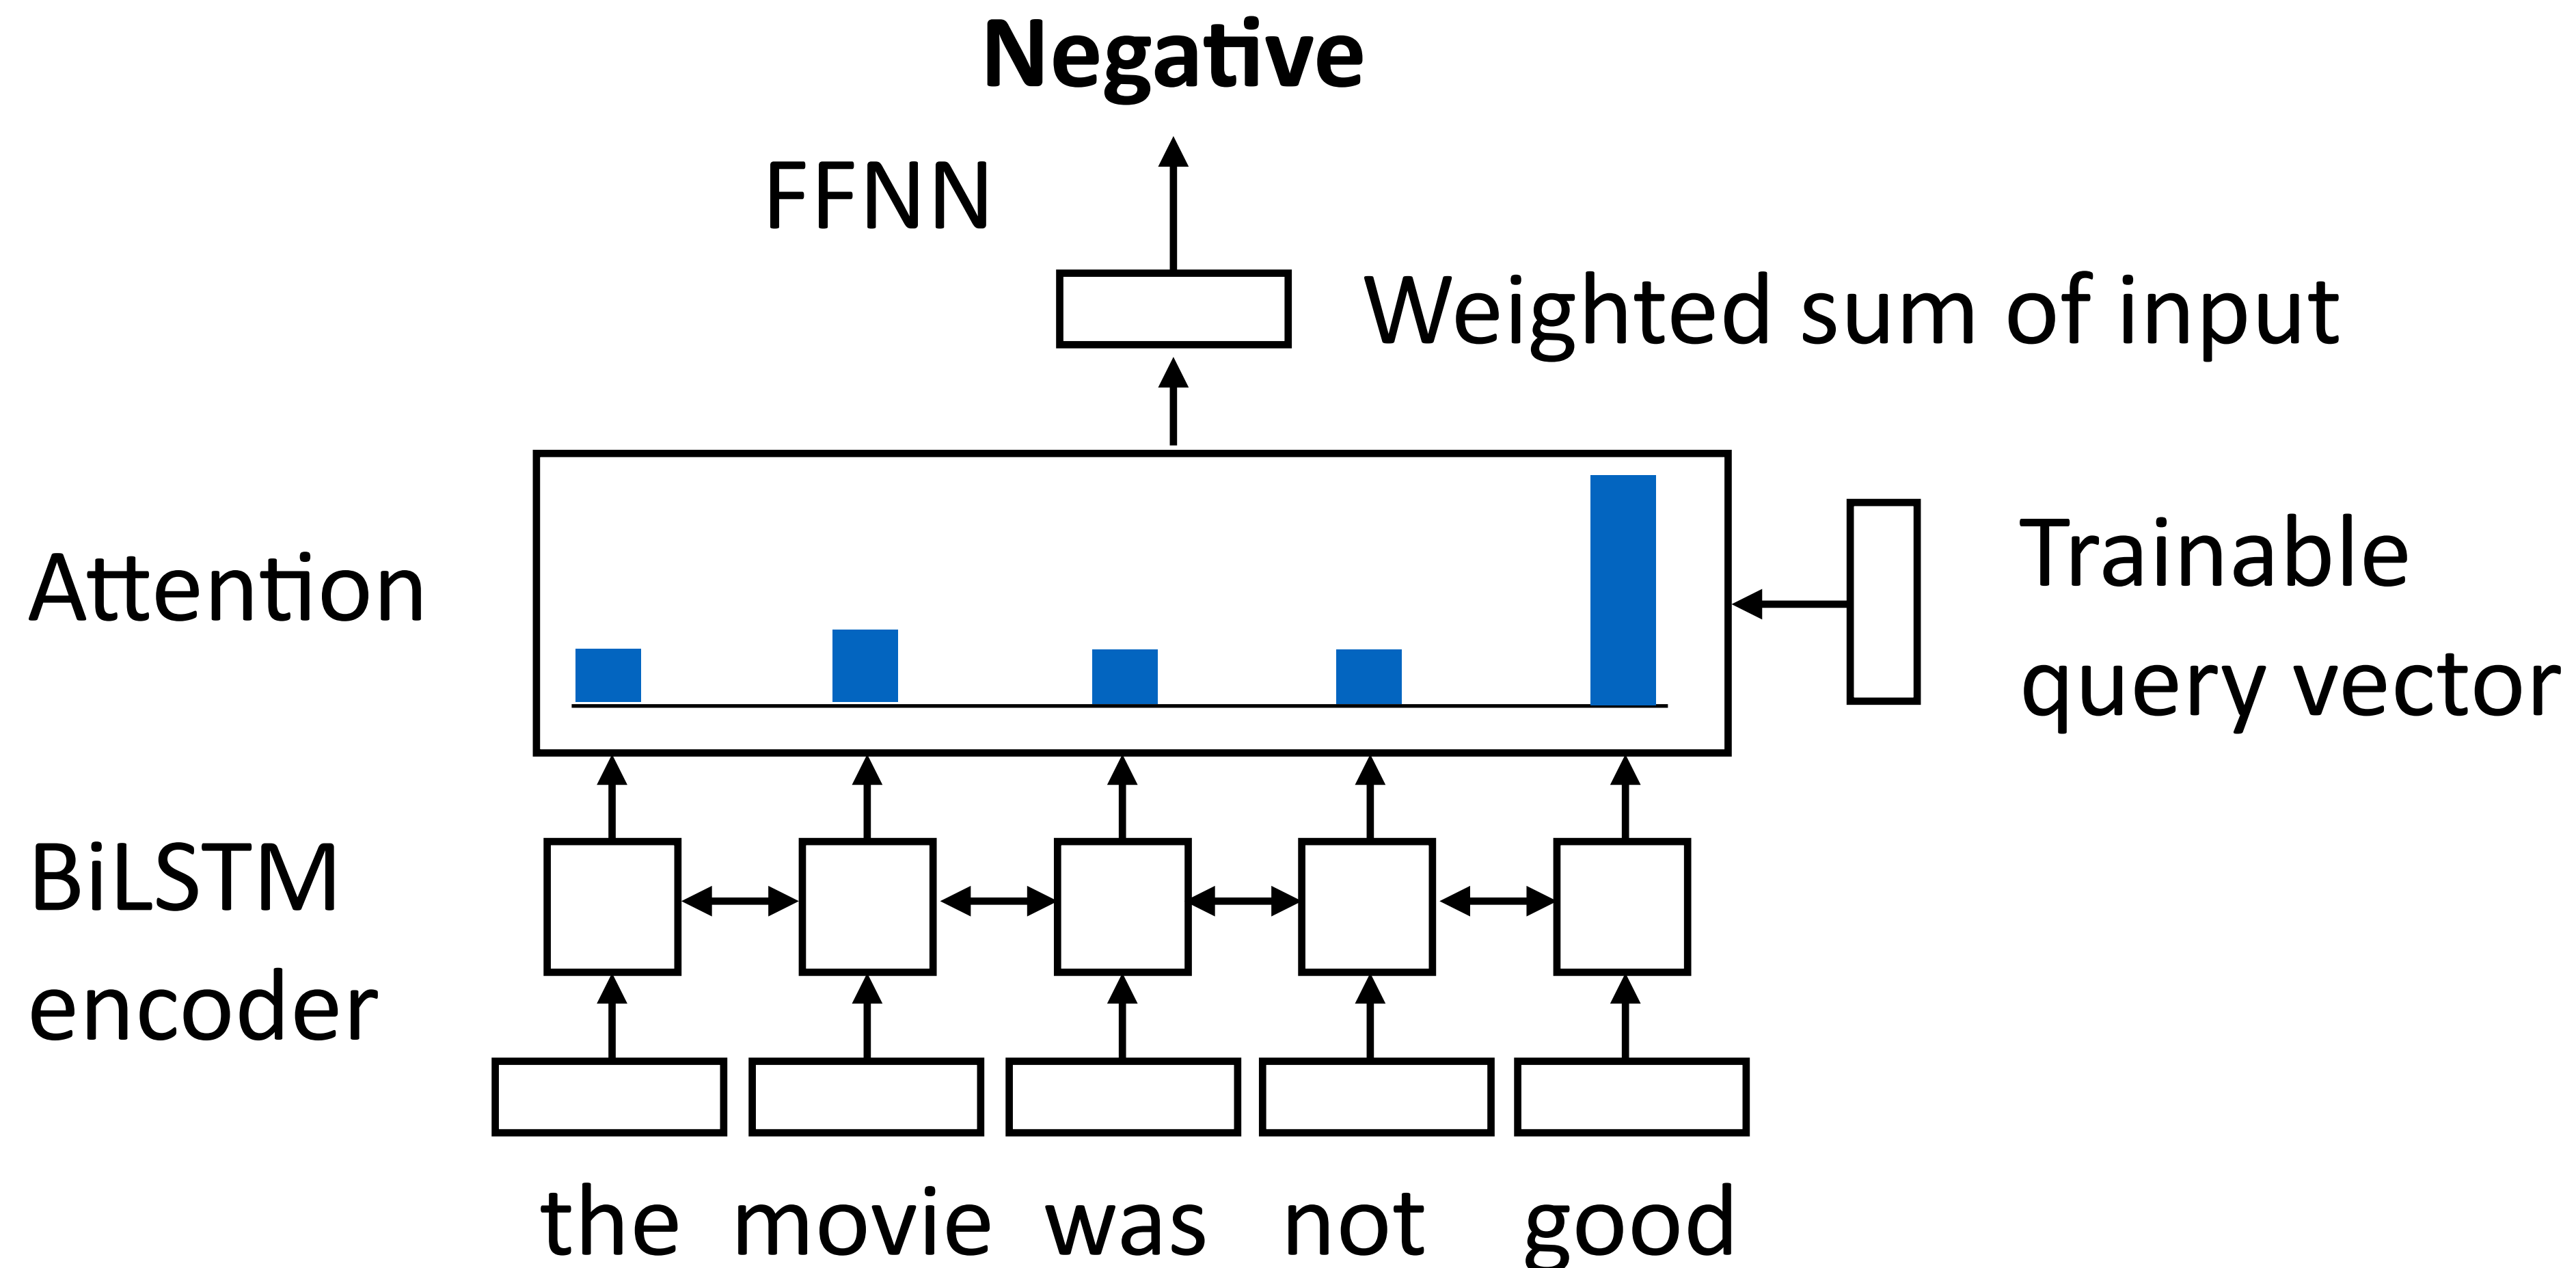 Negative
FFNN
Weighted sum of input
Attention
Trainable
query vector
BiLSTM
encoder
the movie was not good